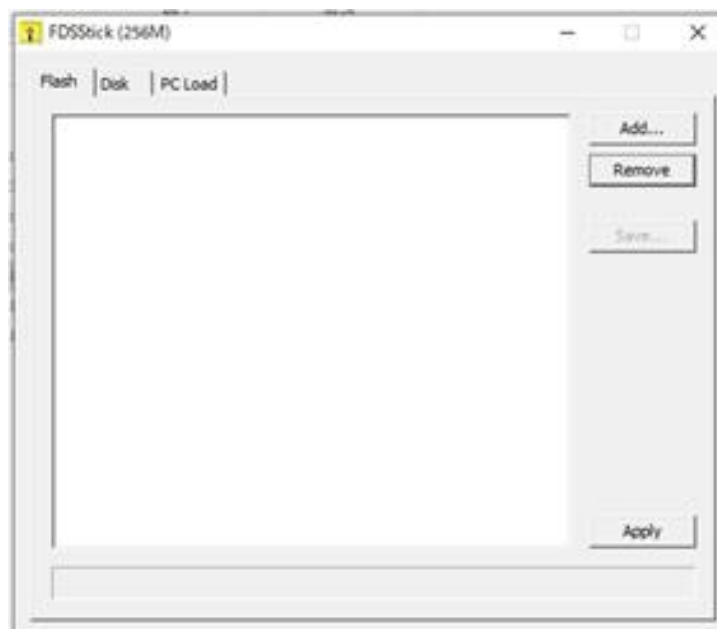 FDSStick (256M)
Flash Disk PC Load
Add...
Remove
Save...
Apply